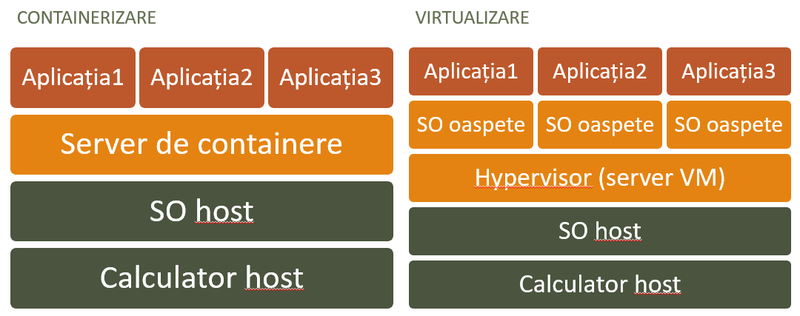 CONTAINERIZARE
Aplicația1 Aplicația2 Aplicația3
Server de containere
SO host
Calculator host
VIRTUALIZARE
Aplicația1 Aplicația2 Aplicația3
SO oaspete SO oaspete SO oaspete
Hypervisor (server VM)
SO host
Calculator host